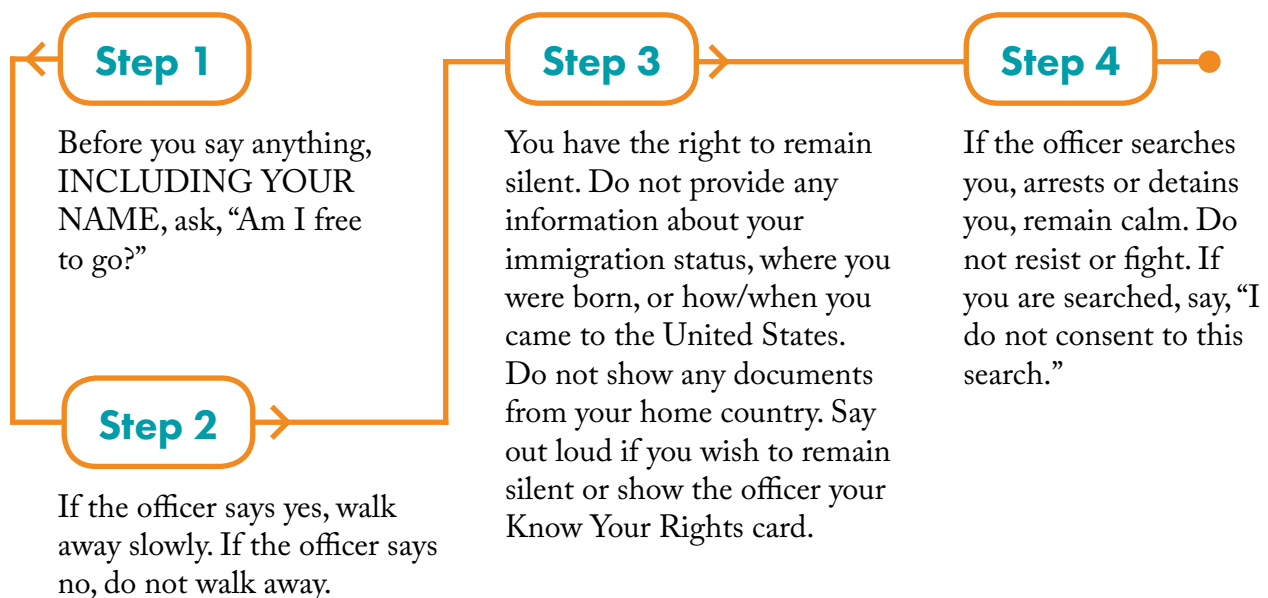 Step 1
Before you say anything,
INCLUDING YOUR
NAME, ask, “Am I free
to go?”
Step 2
If the officer says yes, walk
away slowly. If the officer says
no, do not walk away.
Step 3
You have the right to remain
silent. Do not provide any
information about your
immigration status, where you
were born, or how/when you
came to the United States.
Do not show any documents
from your home country. Say
out loud if you wish to remain
silent or show the officer your
Know Your Rights card.
Step 4
If the officer searches
you, arrests or detains
you, remain calm. Do
not resist or fight. If
you are searched, say, “I
do not consent to this
search.”